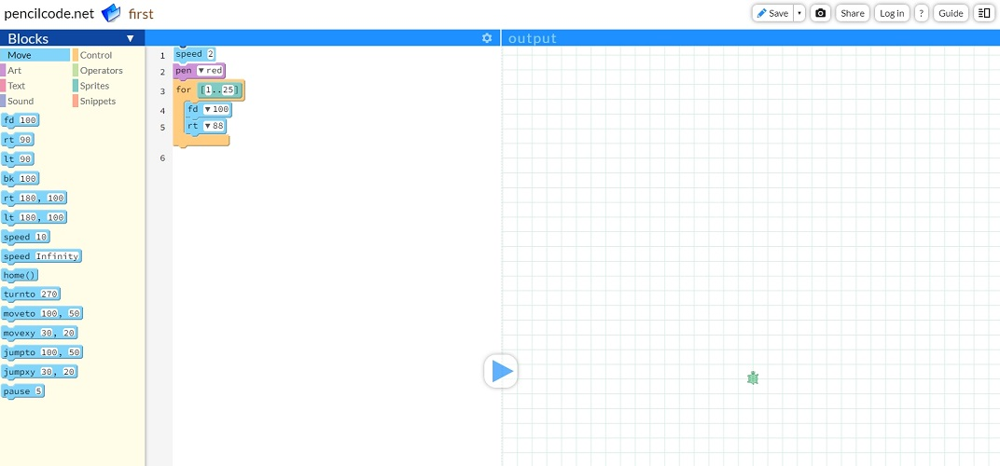 pencilcode.net first Save ▾ Share Log in ? Guide
Blocks ▼ output
Move Control
Art Operators
Text Sprites
Sound Snippets
fd 100
rt 90
lt 90
bk 100
rt 180, 100
lt 180, 100
speed 10
speed Infinity
home()
turnto 270
moveto 100, 50
movexy 30, 20
jumpto 100, 50
jumpxy 30, 20
pause 5
1 speed 2
2 pen ▼ red
3 for [1..25]
4 fd ▼ 100
5 rt ▼ 88
6